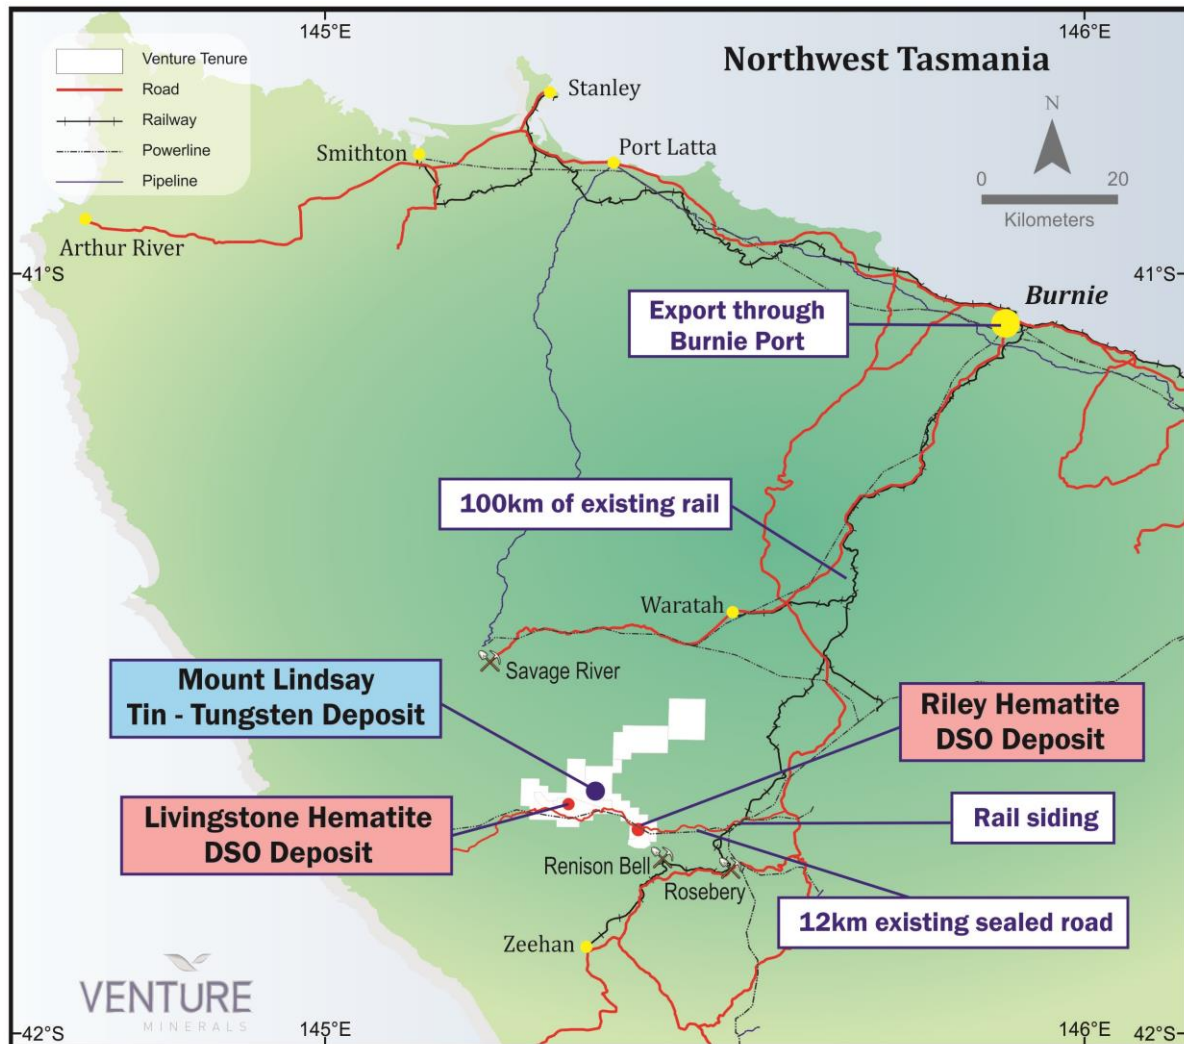 145°E
146°E
Northwest Tasmania
Venture Tenure
Road
Railway
Powerline
Pipeline
N
0 20
Kilometers
Stanley
Smithton
Port Latta
Arthur River
41°S
41°S
Burnie
Export through
Burnie Port
100km of existing rail
Waratah
Savage River
Mount Lindsay
Tin - Tungsten Deposit
Riley Hematite
DSO Deposit
Livingstone Hematite
DSO Deposit
Rail siding
Renison Bell
Rosebery
12km existing sealed road
Zeehan
VENTURE
MINERALS
42°S
145°E
146°E
42°S